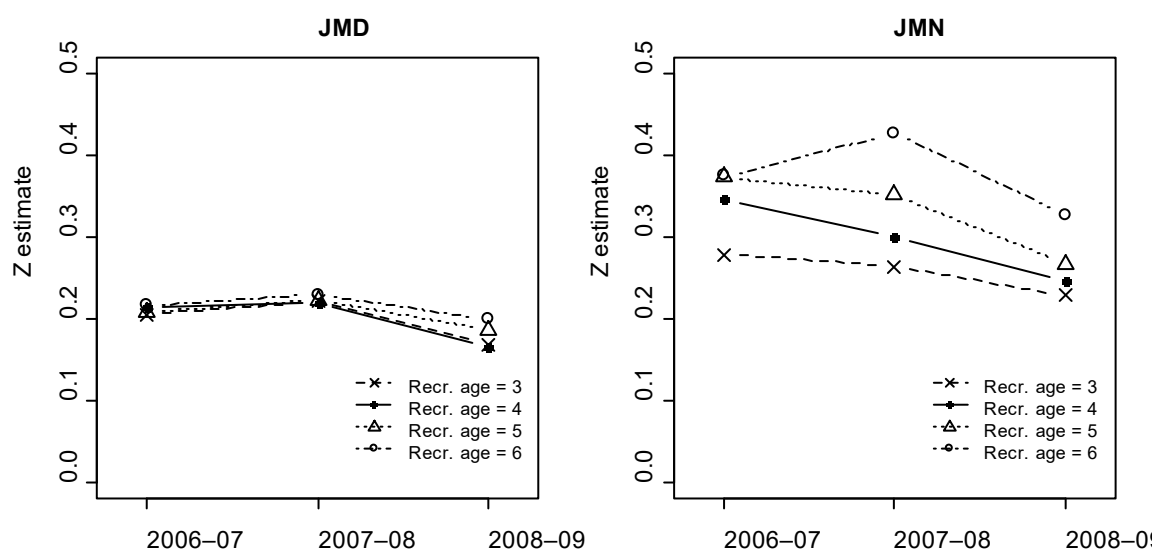 JMD
Z estimate
0.5
0.4
0.3
0.2
0.1
0.0
Recr. age = 3
Recr. age = 4
Recr. age = 5
Recr. age = 6
2006–07 2007–08 2008–09
JMN
Z estimate
0.5
0.4
0.3
0.2
0.1
0.0
Recr. age = 3
Recr. age = 4
Recr. age = 5
Recr. age = 6
2006–07 2007–08 2008–09